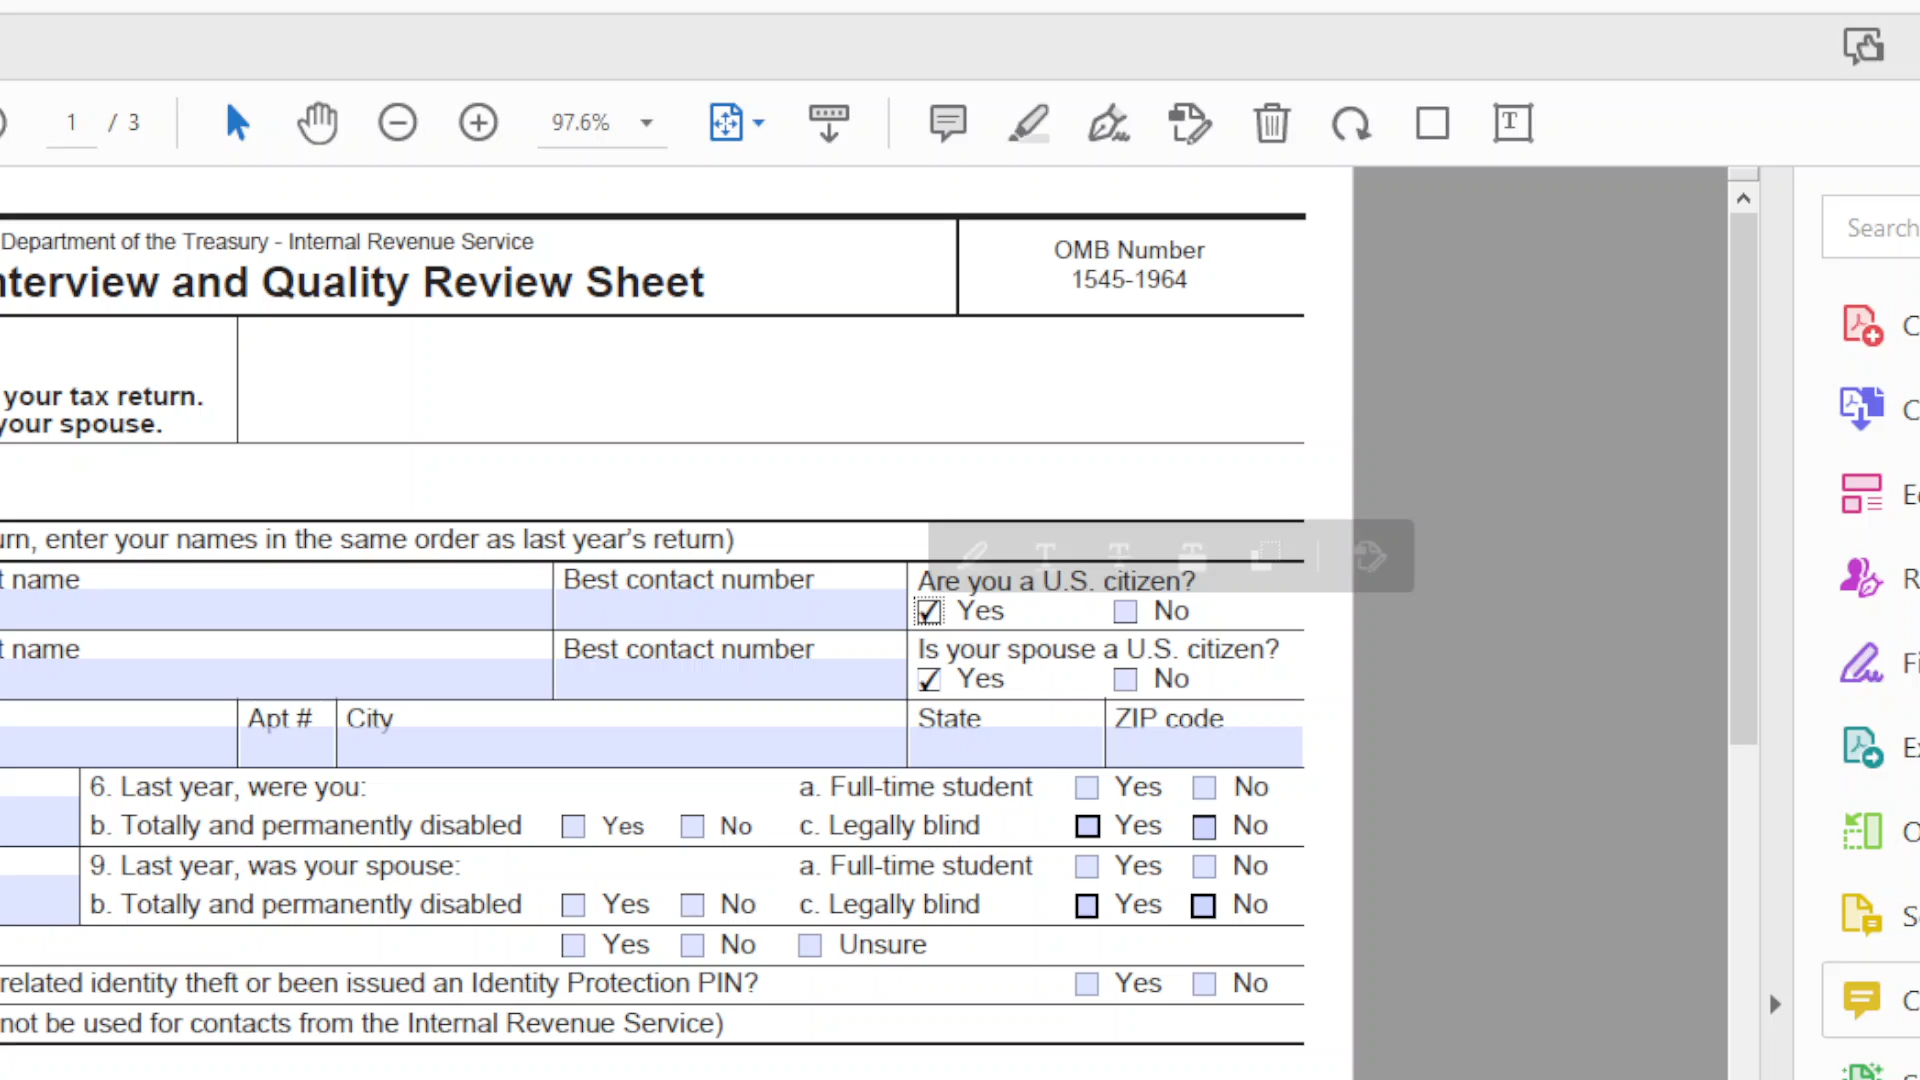 1 / 3 97.6%
Search
Department of the Treasury - Internal Revenue Service
nterview and Quality Review Sheet
OMB Number
1545-1964
your tax return.
your spouse.
urn, enter your names in the same order as last year's return)
t name Best contact number Are you a U.S. citizen?
Yes No
t name Best contact number Is your spouse a U.S. citizen?
Yes No
Apt # City State ZIP code
6. Last year, were you: a. Full-time student Yes No
b. Totally and permanently disabled Yes No c. Legally blind Yes No
9. Last year, was your spouse: a. Full-time student Yes No
b. Totally and permanently disabled Yes No c. Legally blind Yes No
Yes No Unsure
related identity theft or been issued an Identity Protection PIN? Yes No
not be used for contacts from the Internal Revenue Service)